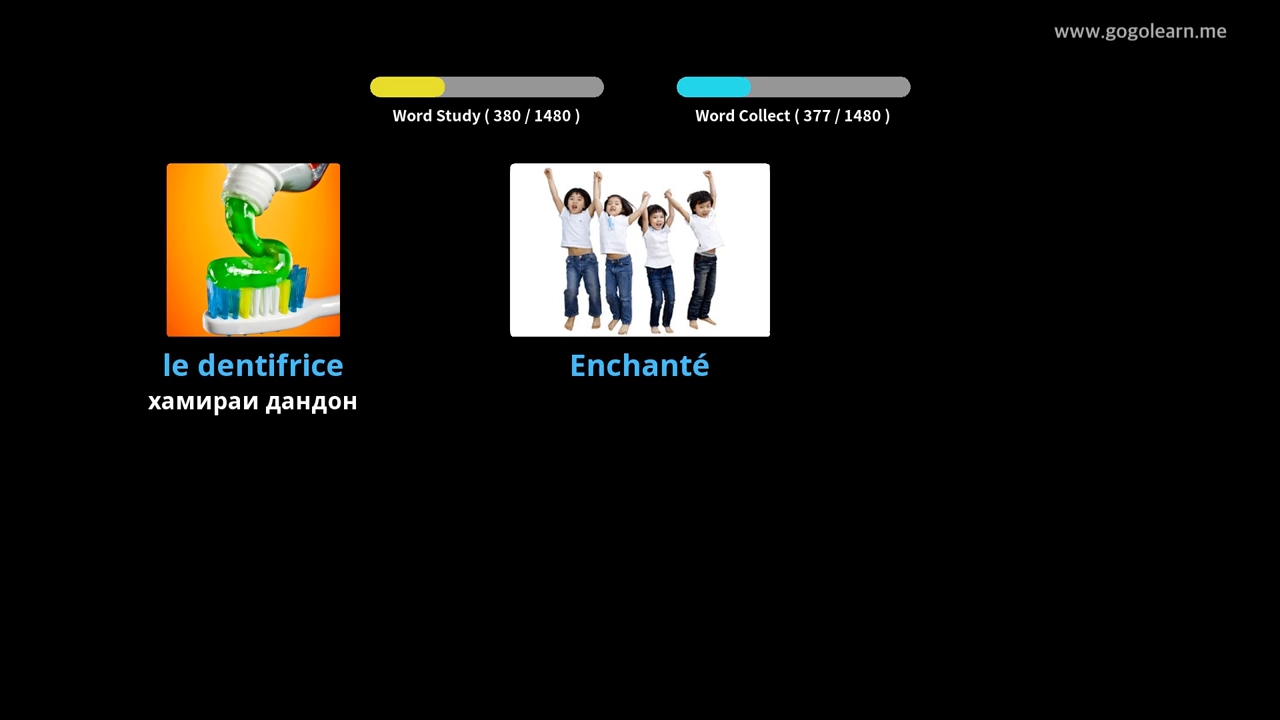 www.gogolearn.me
Word Study ( 380 / 1480 )
Word Collect ( 377 / 1480 )
le dentifrice
хамираи дандон
Enchanté